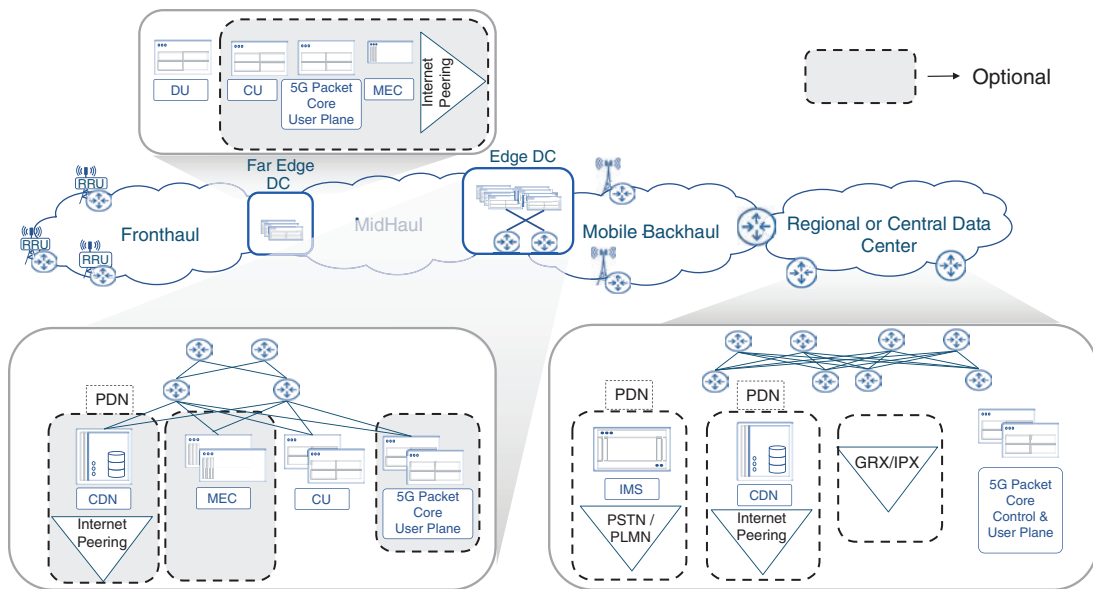 DU
CU
5G Packet
Core
User Plane
MEC
Internet
Peering
Optional
Far Edge
DC
Edge DC
RRU
RRU
RRU
Fronthaul
MidHaul
Mobile Backhaul
Regional or Central Data
Center
PDN
CDN
Internet
Peering
MEC
CU
5G Packet
Core
User Plane
PDN
IMS
PSTN /
PLMN
PDN
CDN
Internet
Peering
GRX/IPX
5G Packet
Core
Control &
User Plane